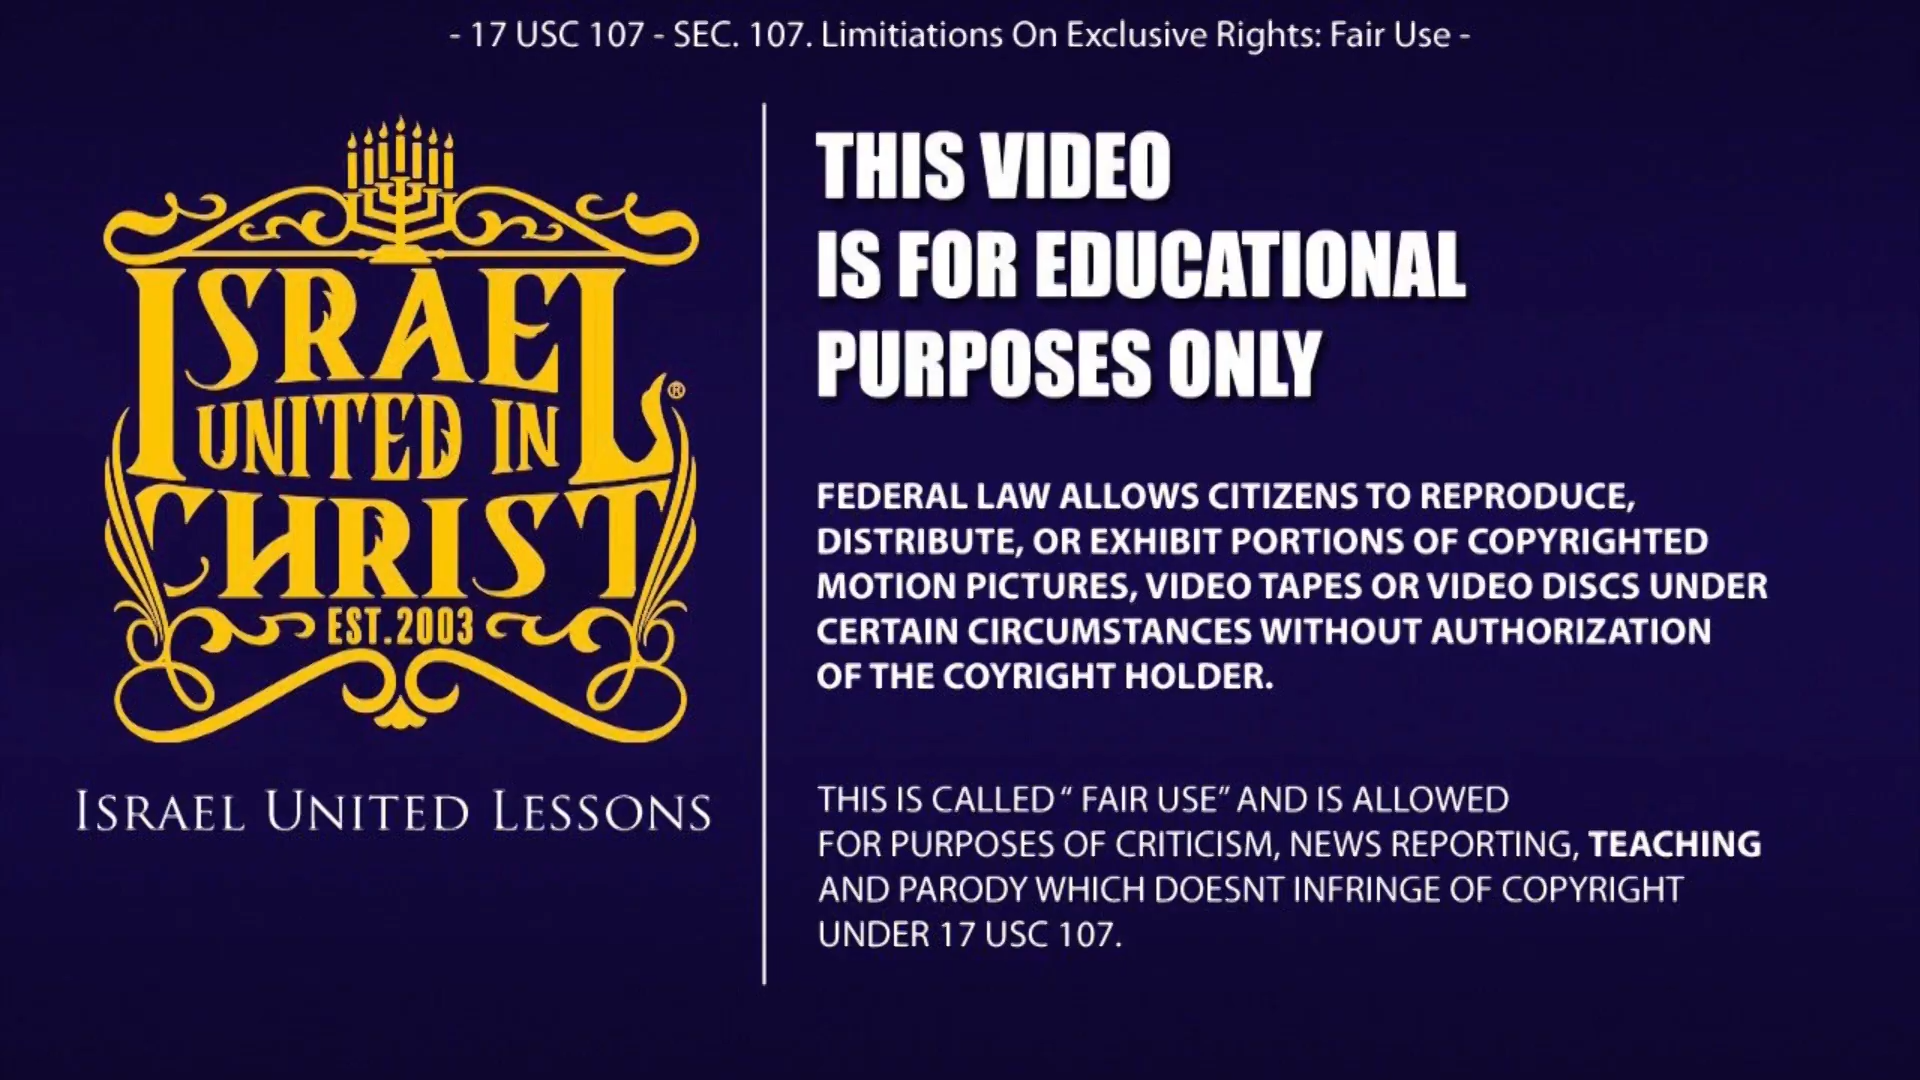 - 17 USC 107 - SEC. 107. Limitiations On Exclusive Rights: Fair Use -
ISRAEL
UNITED IN
CHRIST
®
EST.2003
ISRAEL UNITED LESSONS
THIS VIDEO
IS FOR EDUCATIONAL
PURPOSES ONLY
FEDERAL LAW ALLOWS CITIZENS TO REPRODUCE,
DISTRIBUTE, OR EXHIBIT PORTIONS OF COPYRIGHTED
MOTION PICTURES, VIDEO TAPES OR VIDEO DISCS UNDER
CERTAIN CIRCUMSTANCES WITHOUT AUTHORIZATION
OF THE COYRIGHT HOLDER.
THIS IS CALLED “ FAIR USE” AND IS ALLOWED
FOR PURPOSES OF CRITICISM, NEWS REPORTING, TEACHING
AND PARODY WHICH DOESNT INFRINGE OF COPYRIGHT
UNDER 17 USC 107.